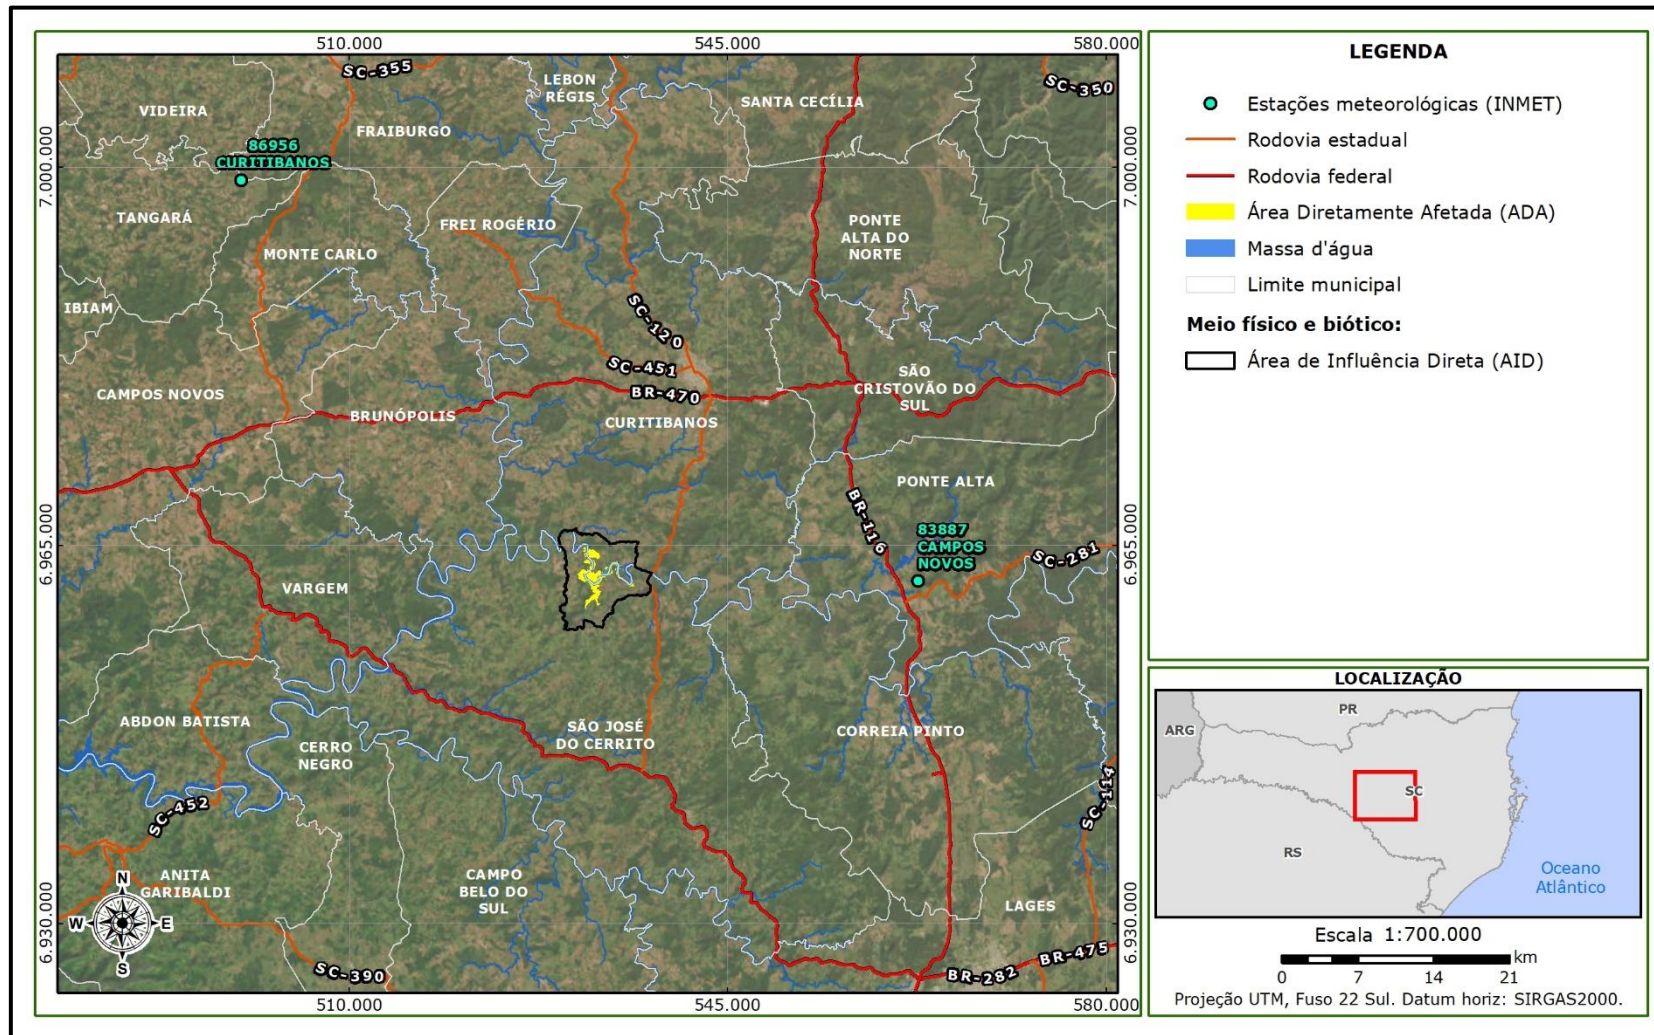 510.000
545.000
580.000
SC-355
LEBON
RÉGIS
SC-350
VIDEIRA
SANTA CECÍLIA
FRAIBURGO
86956
CURITIBANOS
7.000.000
7.000.000
TANGARÁ
FREI ROGÉRIO
PONTE
ALTA DO
NORTE
MONTE CARLO
IBIAM
SC-120
SC-451
SÃO
CRISTOVÃO DO
SUL
CAMPOS NOVOS
BR-470
BRUNÓPOLIS
CURITIBANOS
PONTE ALTA
BR-116
83887
CAMPOS
NOVOS
SC-281
6.965.000
6.965.000
VARGEM
ABDON BATISTA
SÃO JOSÉ
DO CERRITO
CORREIA PINTO
CERRO
NEGRO
SC-452
SC-114
ANITA
GARIBALDI
CAMPO
BELO DO
SUL
LAGES
6.930.000
6.930.000
N
W
E
S
SC-390
BR-282
BR-475
510.000
545.000
580.000
LEGENDA
Estações meteorológicas (INMET)
Rodovia estadual
Rodovia federal
Área Diretamente Afetada (ADA)
Massa d'água
Limite municipal
Meio físico e biótico:
Área de Influência Direta (AID)
LOCALIZAÇÃO
PR
ARG
SC
RS
Oceano
Atlântico
Escala 1:700.000
km
0 7 14 21
Projeção UTM, Fuso 22 Sul. Datum horiz: SIRGAS2000.